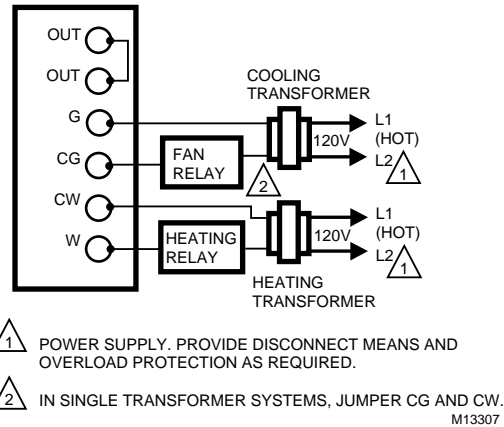 OUT
OUT
G
CG
CW
W
FAN
RELAY
HEATING
RELAY
COOLING
TRANSFORMER
120V
L1
(HOT)
L2
1
2
120V
L1
(HOT)
L2
1
HEATING
TRANSFORMER
1 POWER SUPPLY. PROVIDE DISCONNECT MEANS AND
OVERLOAD PROTECTION AS REQUIRED.
2 IN SINGLE TRANSFORMER SYSTEMS, JUMPER CG AND CW.
M13307